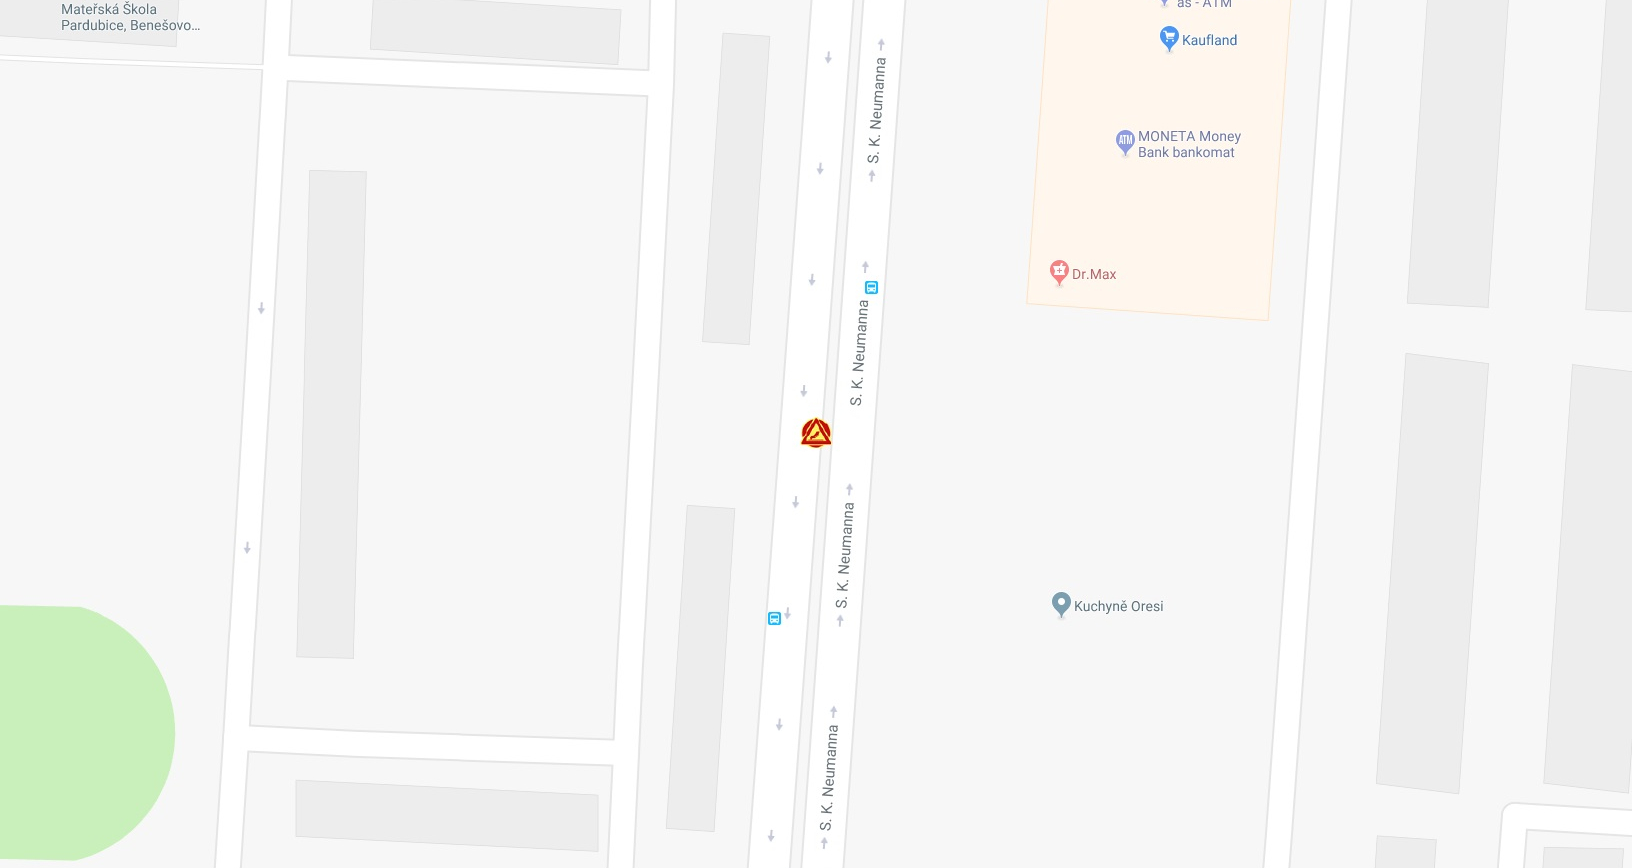 Mateřská Škola
Pardubice, Benešovo...
as - ATM
Kaufland
S. K. Neumanna
ATM
MONETA Money
Bank bankomat
Dr.Max
S. K. Neumanna
S. K. Neumanna
Kuchyně Oresi
S. K. Neumanna